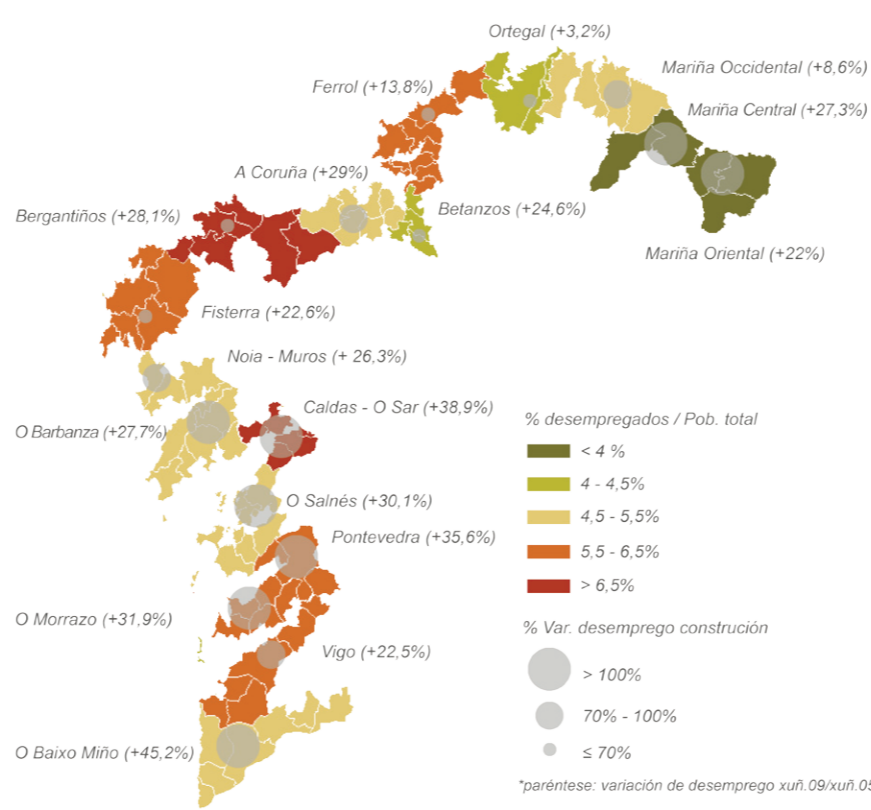 Ortegal (+3,2%)
Mariña Occidental (+8,6%)
Ferrol (+13,8%)
Mariña Central (+27,3%)
A Coruña (+29%)
Bergantiños (+28,1%)
Betanzos (+24,6%)
Mariña Oriental (+22%)
Fisterra (+22,6%)
Noia - Muros (+ 26,3%)
Caldas - O Sar (+38,9%)
O Barbanza (+27,7%)
O Salnés (+30,1%)
Pontevedra (+35,6%)
O Morrazo (+31,9%)
Vigo (+22,5%)
O Baixo Miño (+45,2%)
% desempregados / Pob. total
< 4 %
4 - 4,5%
4,5 - 5,5%
5,5 - 6,5%
> 6,5%
% Var. desemprego construción
> 100%
70% - 100%
≤ 70%
*paréntese: variación de desemprego xuñ.09/xuñ.05